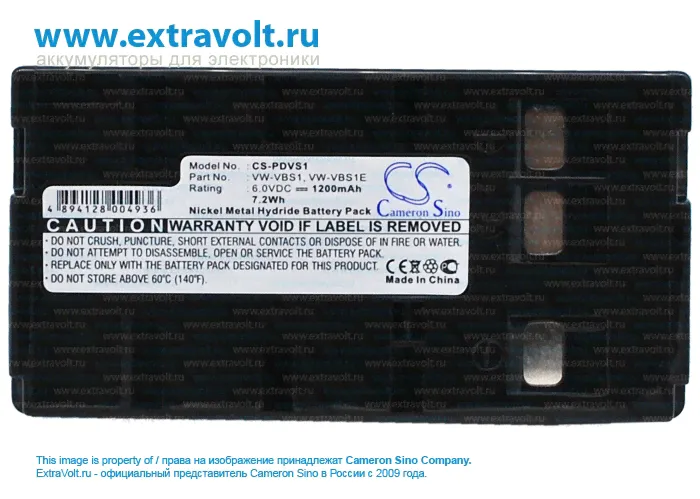 www.extravolt.ru
аккумуляторы для электроники
Model No. : CS-PDVS1
Part No. : VW-VBS1, VW-VBS1E
Rating : 6.0VDC ⎓ 1200mAh
7.2Wh
Nickel Metal Hydride Battery Pack
CS
Cameron Sino
4 894128 004936
CAUTION WARRANTY VOID IF LABEL IS REMOVED
·DO NOT CRUSH, PUNCTURE, SHORT EXTERNAL CONTACTS OR DISPOSE OF IN FIRE.
·DO NOT ATTEMPT TO DISASSEMBLE, OPEN OR SERVICE BATTERY.
·REPLACE ONLY WITH THE BATTERY PACK DESIGNED FOR THIS PRODUCT.
·DO NOT STORE ABOVE 60°C (140°F).
CE
Made In China
This image is property of / права на изображение принадлежат Cameron Sino Company.
ExtraVolt.ru - официальный представитель Cameron Sino в России с 2009 года.